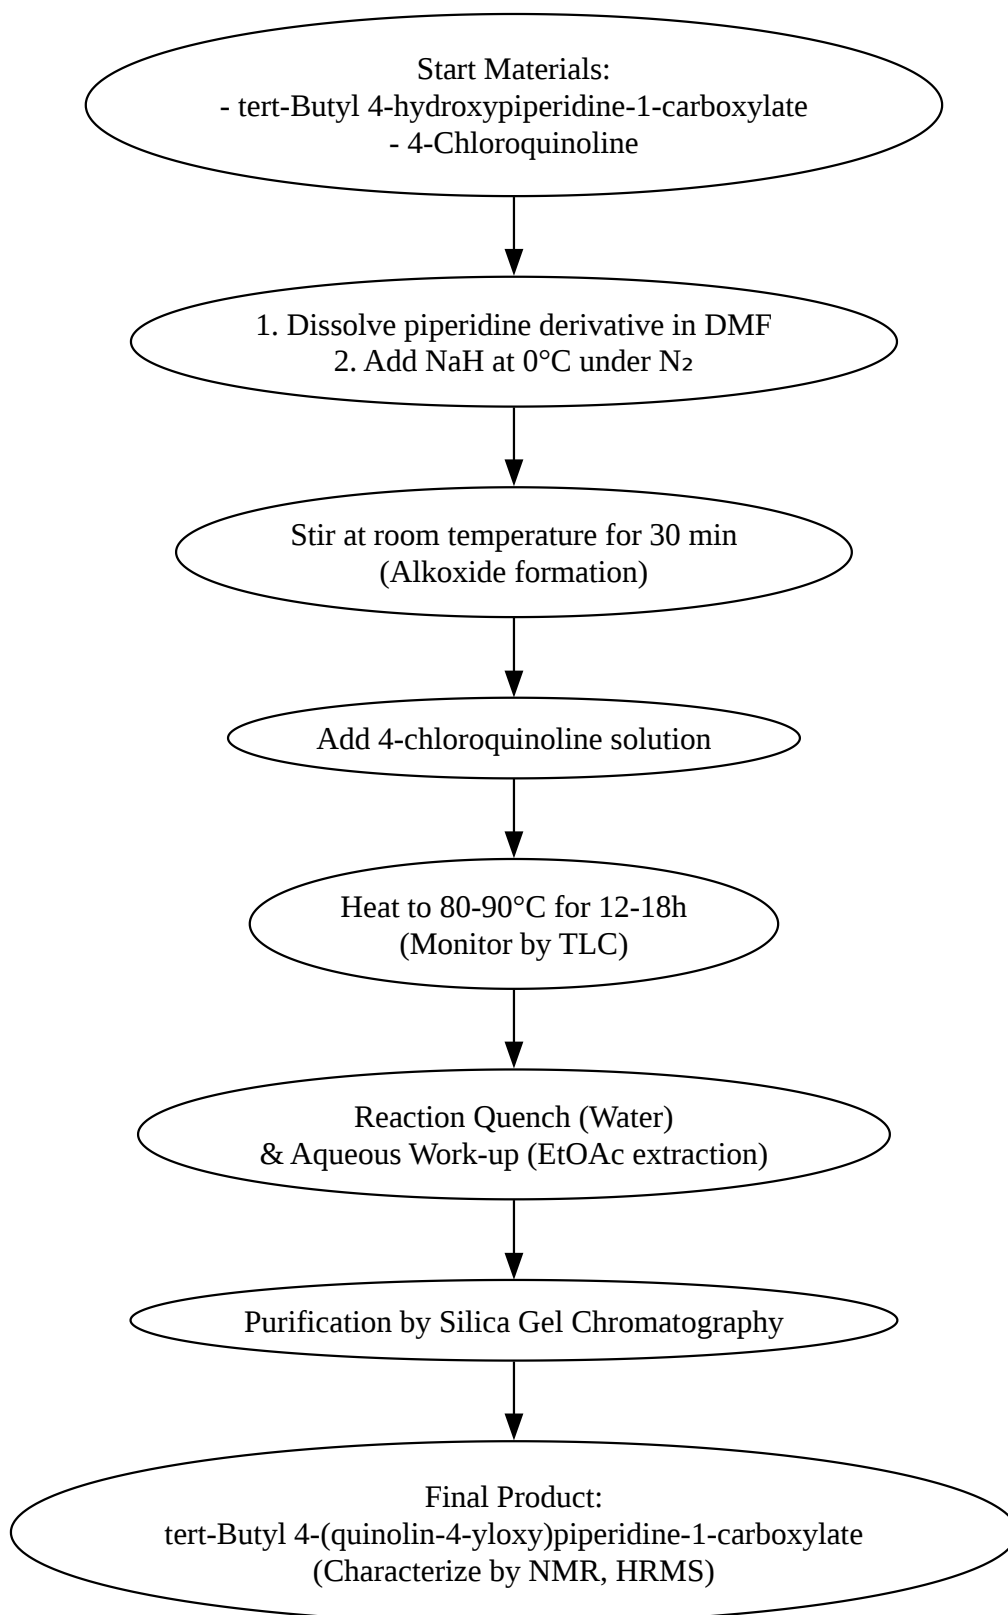 Start Materials:
- tert-Butyl 4-hydroxypiperidine-1-carboxylate
- 4-Chloroquinoline
1. Dissolve piperidine derivative in DMF
2. Add NaH at 0°C under N₂
Stir at room temperature for 30 min
(Alkoxide formation)
Add 4-chloroquinoline solution
Heat to 80-90°C for 12-18h
(Monitor by TLC)
Reaction Quench (Water)
& Aqueous Work-up (EtOAc extraction)
Purification by Silica Gel Chromatography
Final Product:
tert-Butyl 4-(quinolin-4-yloxy)piperidine-1-carboxylate
(Characterize by NMR, HRMS)